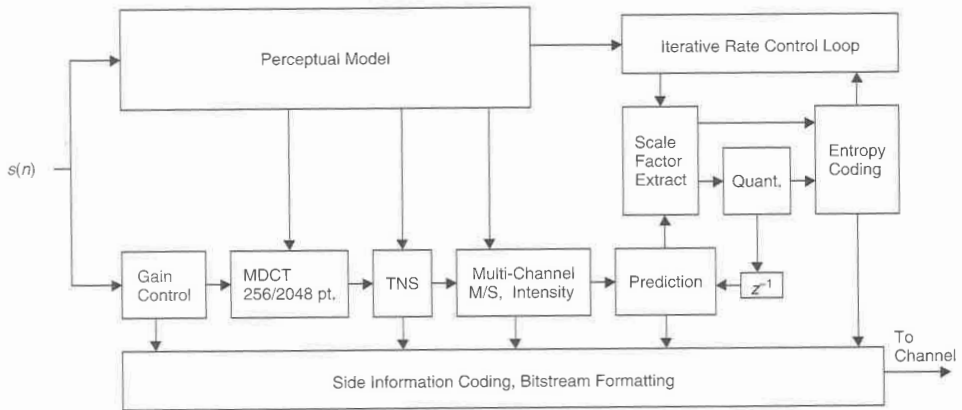 Perceptual Model
Iterative Rate Control Loop
s(n)
Scale
Factor
Extract
Quant.
Entropy
Coding
Gain
Control
MDCT
256/2048 pt.
TNS
Multi-Channel
M/S, Intensity
Prediction
z⁻¹
To
Channel
Side Information Coding, Bitstream Formatting